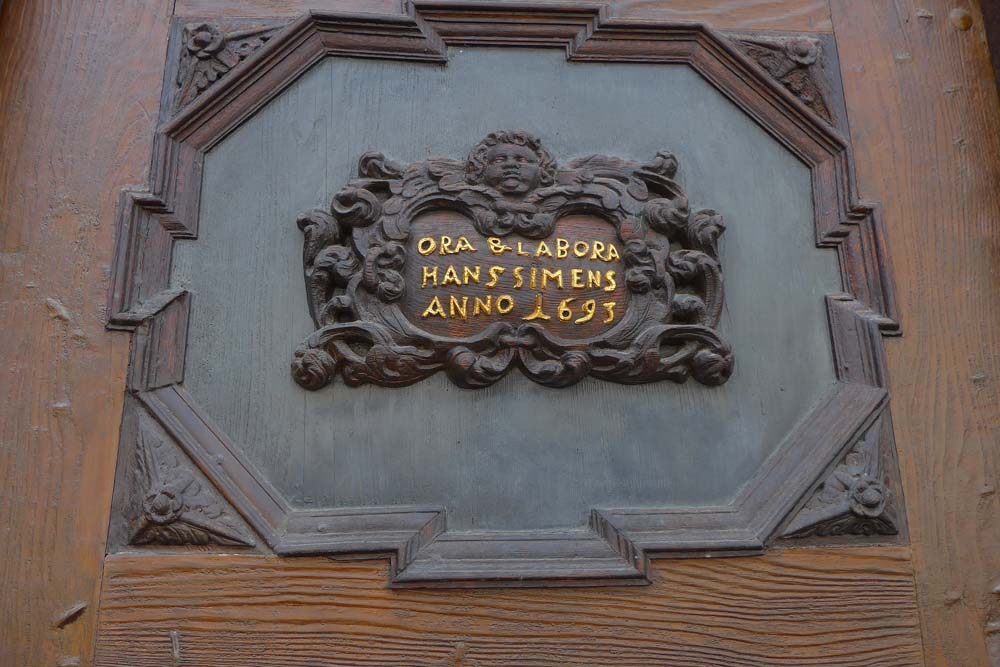 ORA & LABORA
HANS SIMENS
ANNO 1693